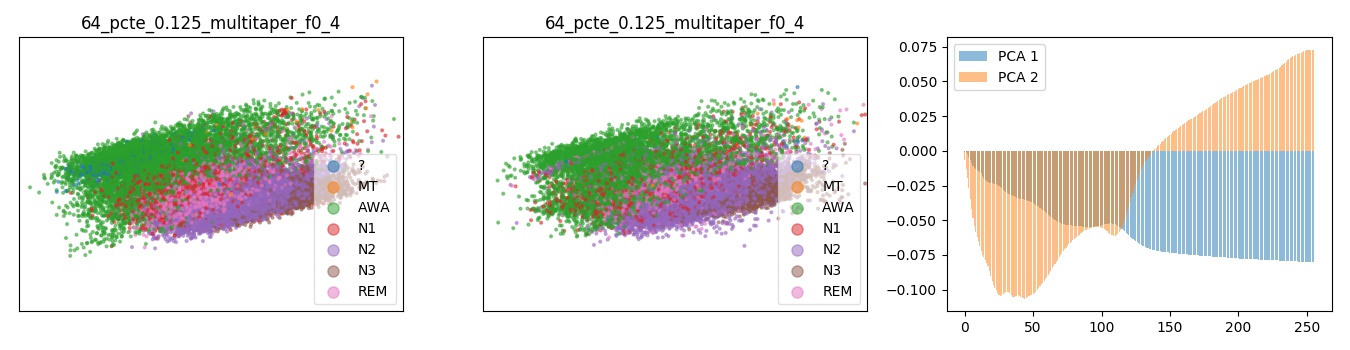 64_pcte_0.125_multitaper_f0_4
?
MT
AWA
N1
N2
N3
REM
64_pcte_0.125_multitaper_f0_4
?
MT
AWA
N1
N2
N3
REM
PCA 1
PCA 2
0.075
0.050
0.025
0.000
−0.025
−0.050
−0.075
−0.100
0 50 100 150 200 250